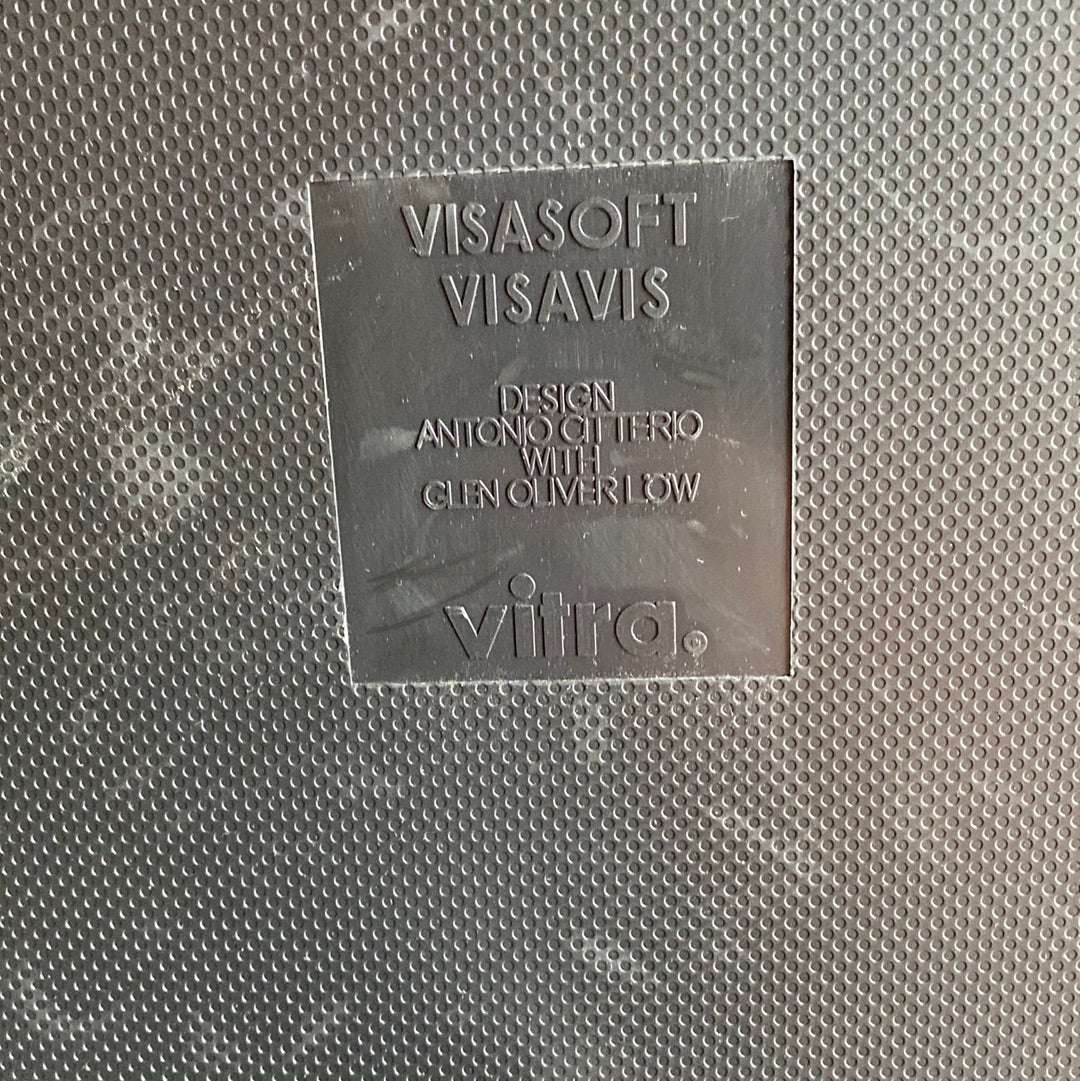 VISASOFT
VISAVIS
DESIGN
ANTONIO CITTERIO
WITH
GLEN OLIVER LÖW
vitra.